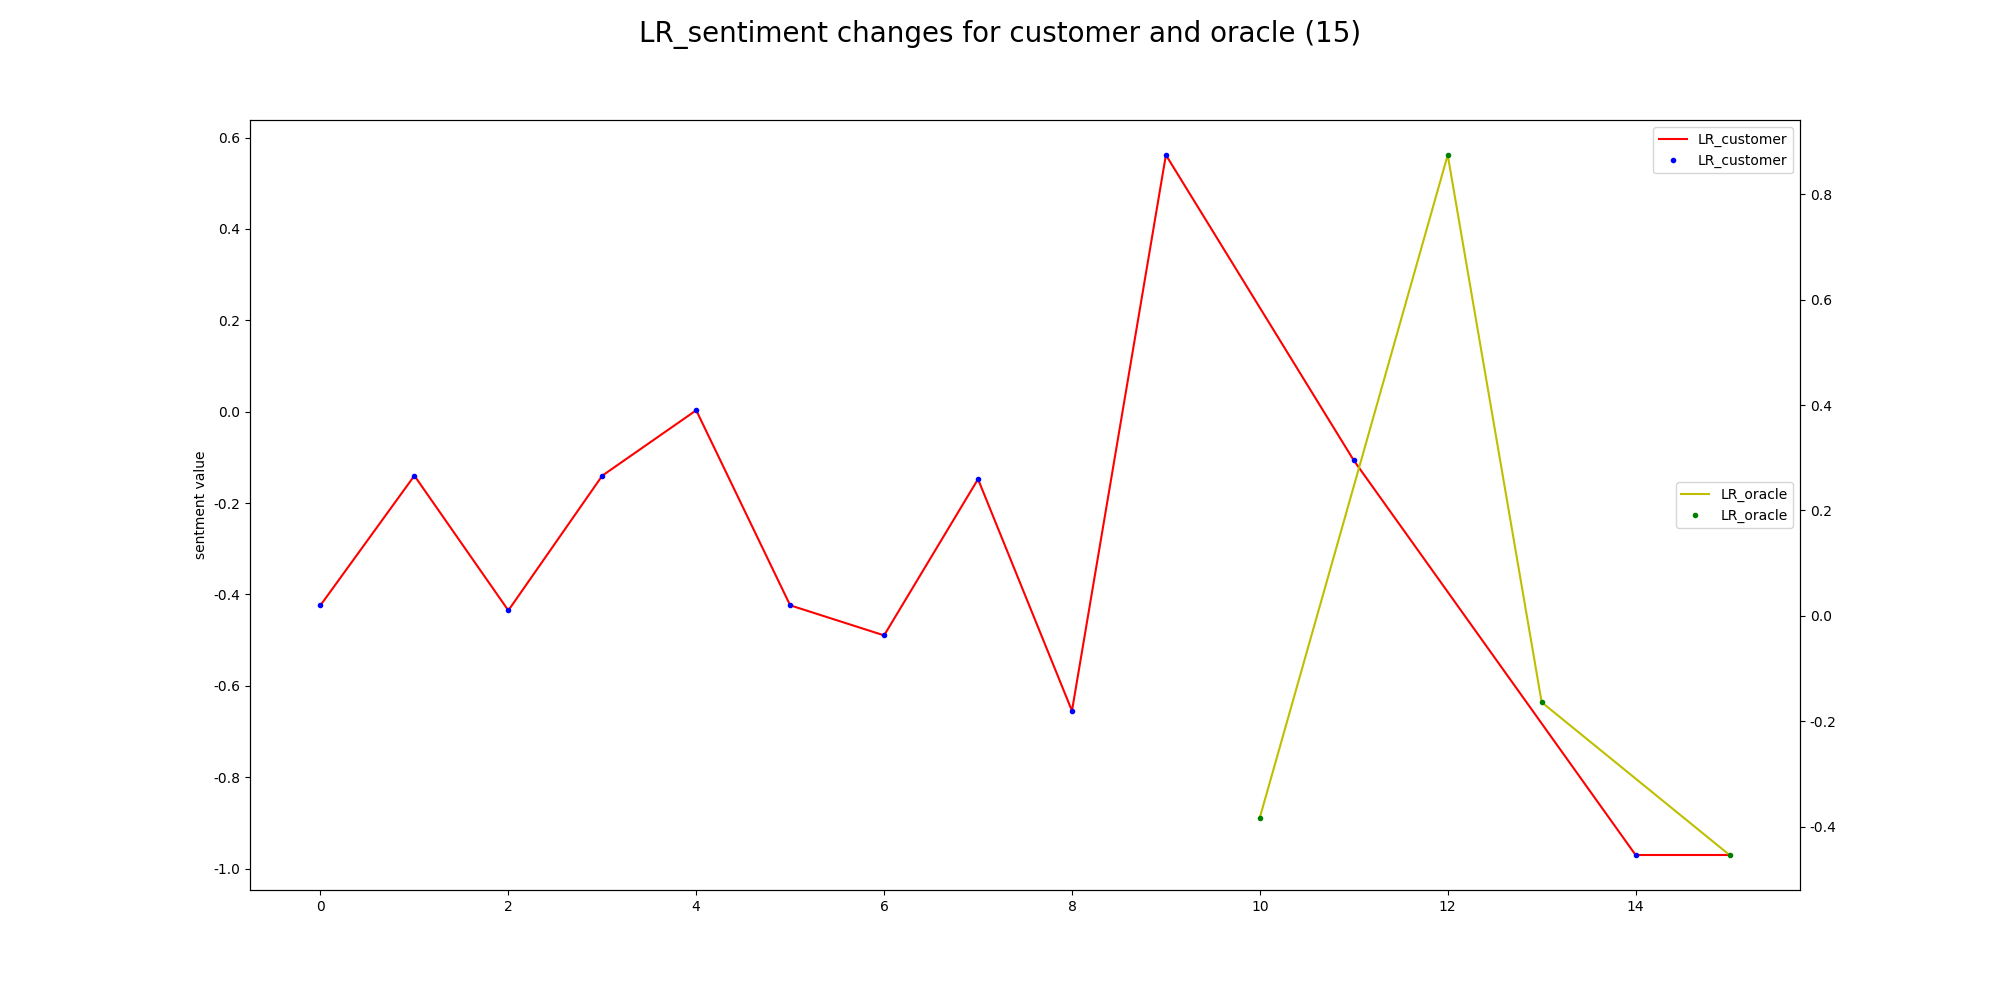 LR_sentiment changes for customer and oracle (15)
sentment value
0.6
0.4
0.2
0.0
-0.2
-0.4
-0.6
-0.8
-1.0
0 2 4 6 8 10 12 14
LR_customer
LR_customer
0.8
0.6
0.4
LR_oracle
LR_oracle
0.2
0.0
-0.2
-0.4